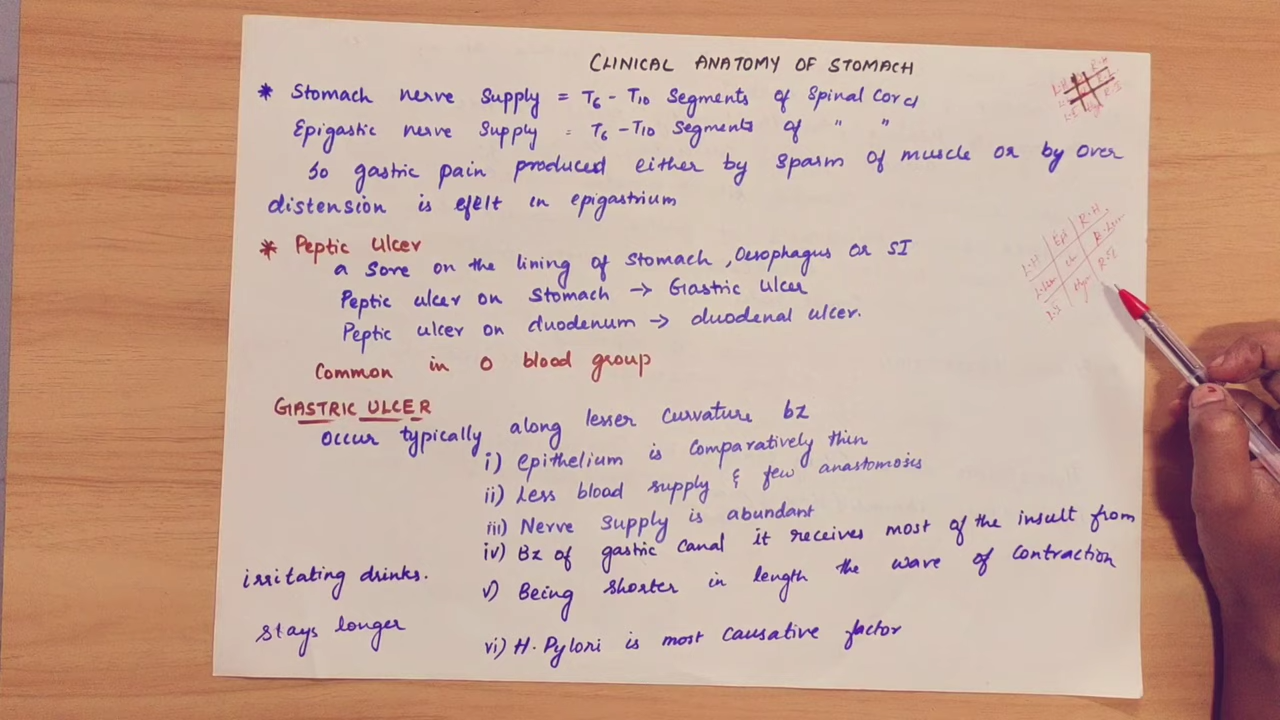 CLINICAL ANATOMY OF STOMACH
* Stomach nerve supply = T6 - T10 segments of spinal cord
Epigastic nerve supply = T6 - T10 segments of " "
So gastric pain produced either by spasm of muscle or by over
distension is efelt in epigastrium
* Peptic Ulcer
a sore on the lining of stomach, Oesophagus or SI
Peptic ulcer on stomach → Gastric Ulcer
Peptic ulcer on duodenum → duodenal ulcer.
Common in O blood group
GASTRIC ULCER
Occur typically along lesser curvature bz
i) Epithelium is comparatively thin
ii) Less blood supply & few anastomosis
iii) Nerve supply is abundant
iv) Bz of gastric canal it receives most of the insult from
irritating drinks.
v) Being shorter in length the wave of contraction
stays longer
vi) H. Pylori is most causative factor
L.H Epi R.H